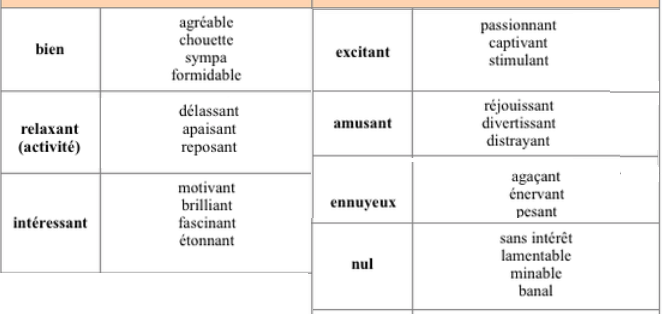 bien
agréable
chouette
sympa
formidable
relaxant
(activité)
délassant
apaisant
reposant
intéressant
motivant
brilliant
fascinant
étonnant
excitant
passionnant
captivant
stimulant
amusant
réjouissant
divertissant
distrayant
ennuyeux
agaçant
énervant
pesant
nul
sans intérêt
lamentable
minable
banal